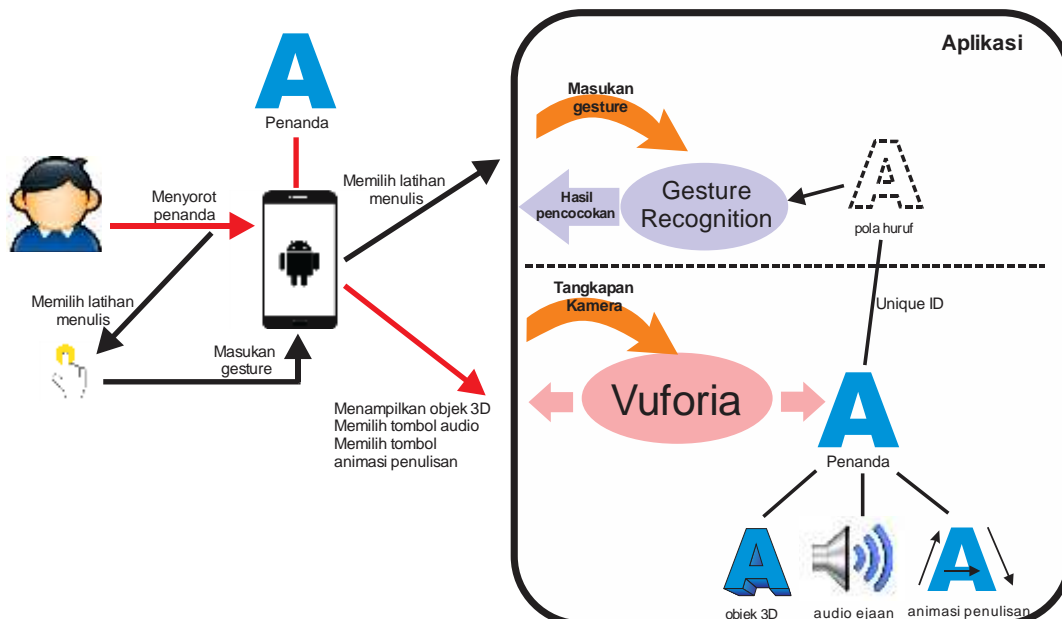 A
Penanda
Menyorot
penanda
Memilih latihan
menulis
Memilih latihan
menulis
Masukan
gesture
Menampilkan objek 3D
Memilih tombol audio
Memilih tombol
animasi penulisan
Aplikasi
Masukan
gesture
Hasil
pencocokan
Gesture
Recognition
A
pola huruf
Unique ID
Tangkapan
Kamera
Vuforia
A
Penanda
A
objek 3D
audio ejaan
A
animasi penulisan